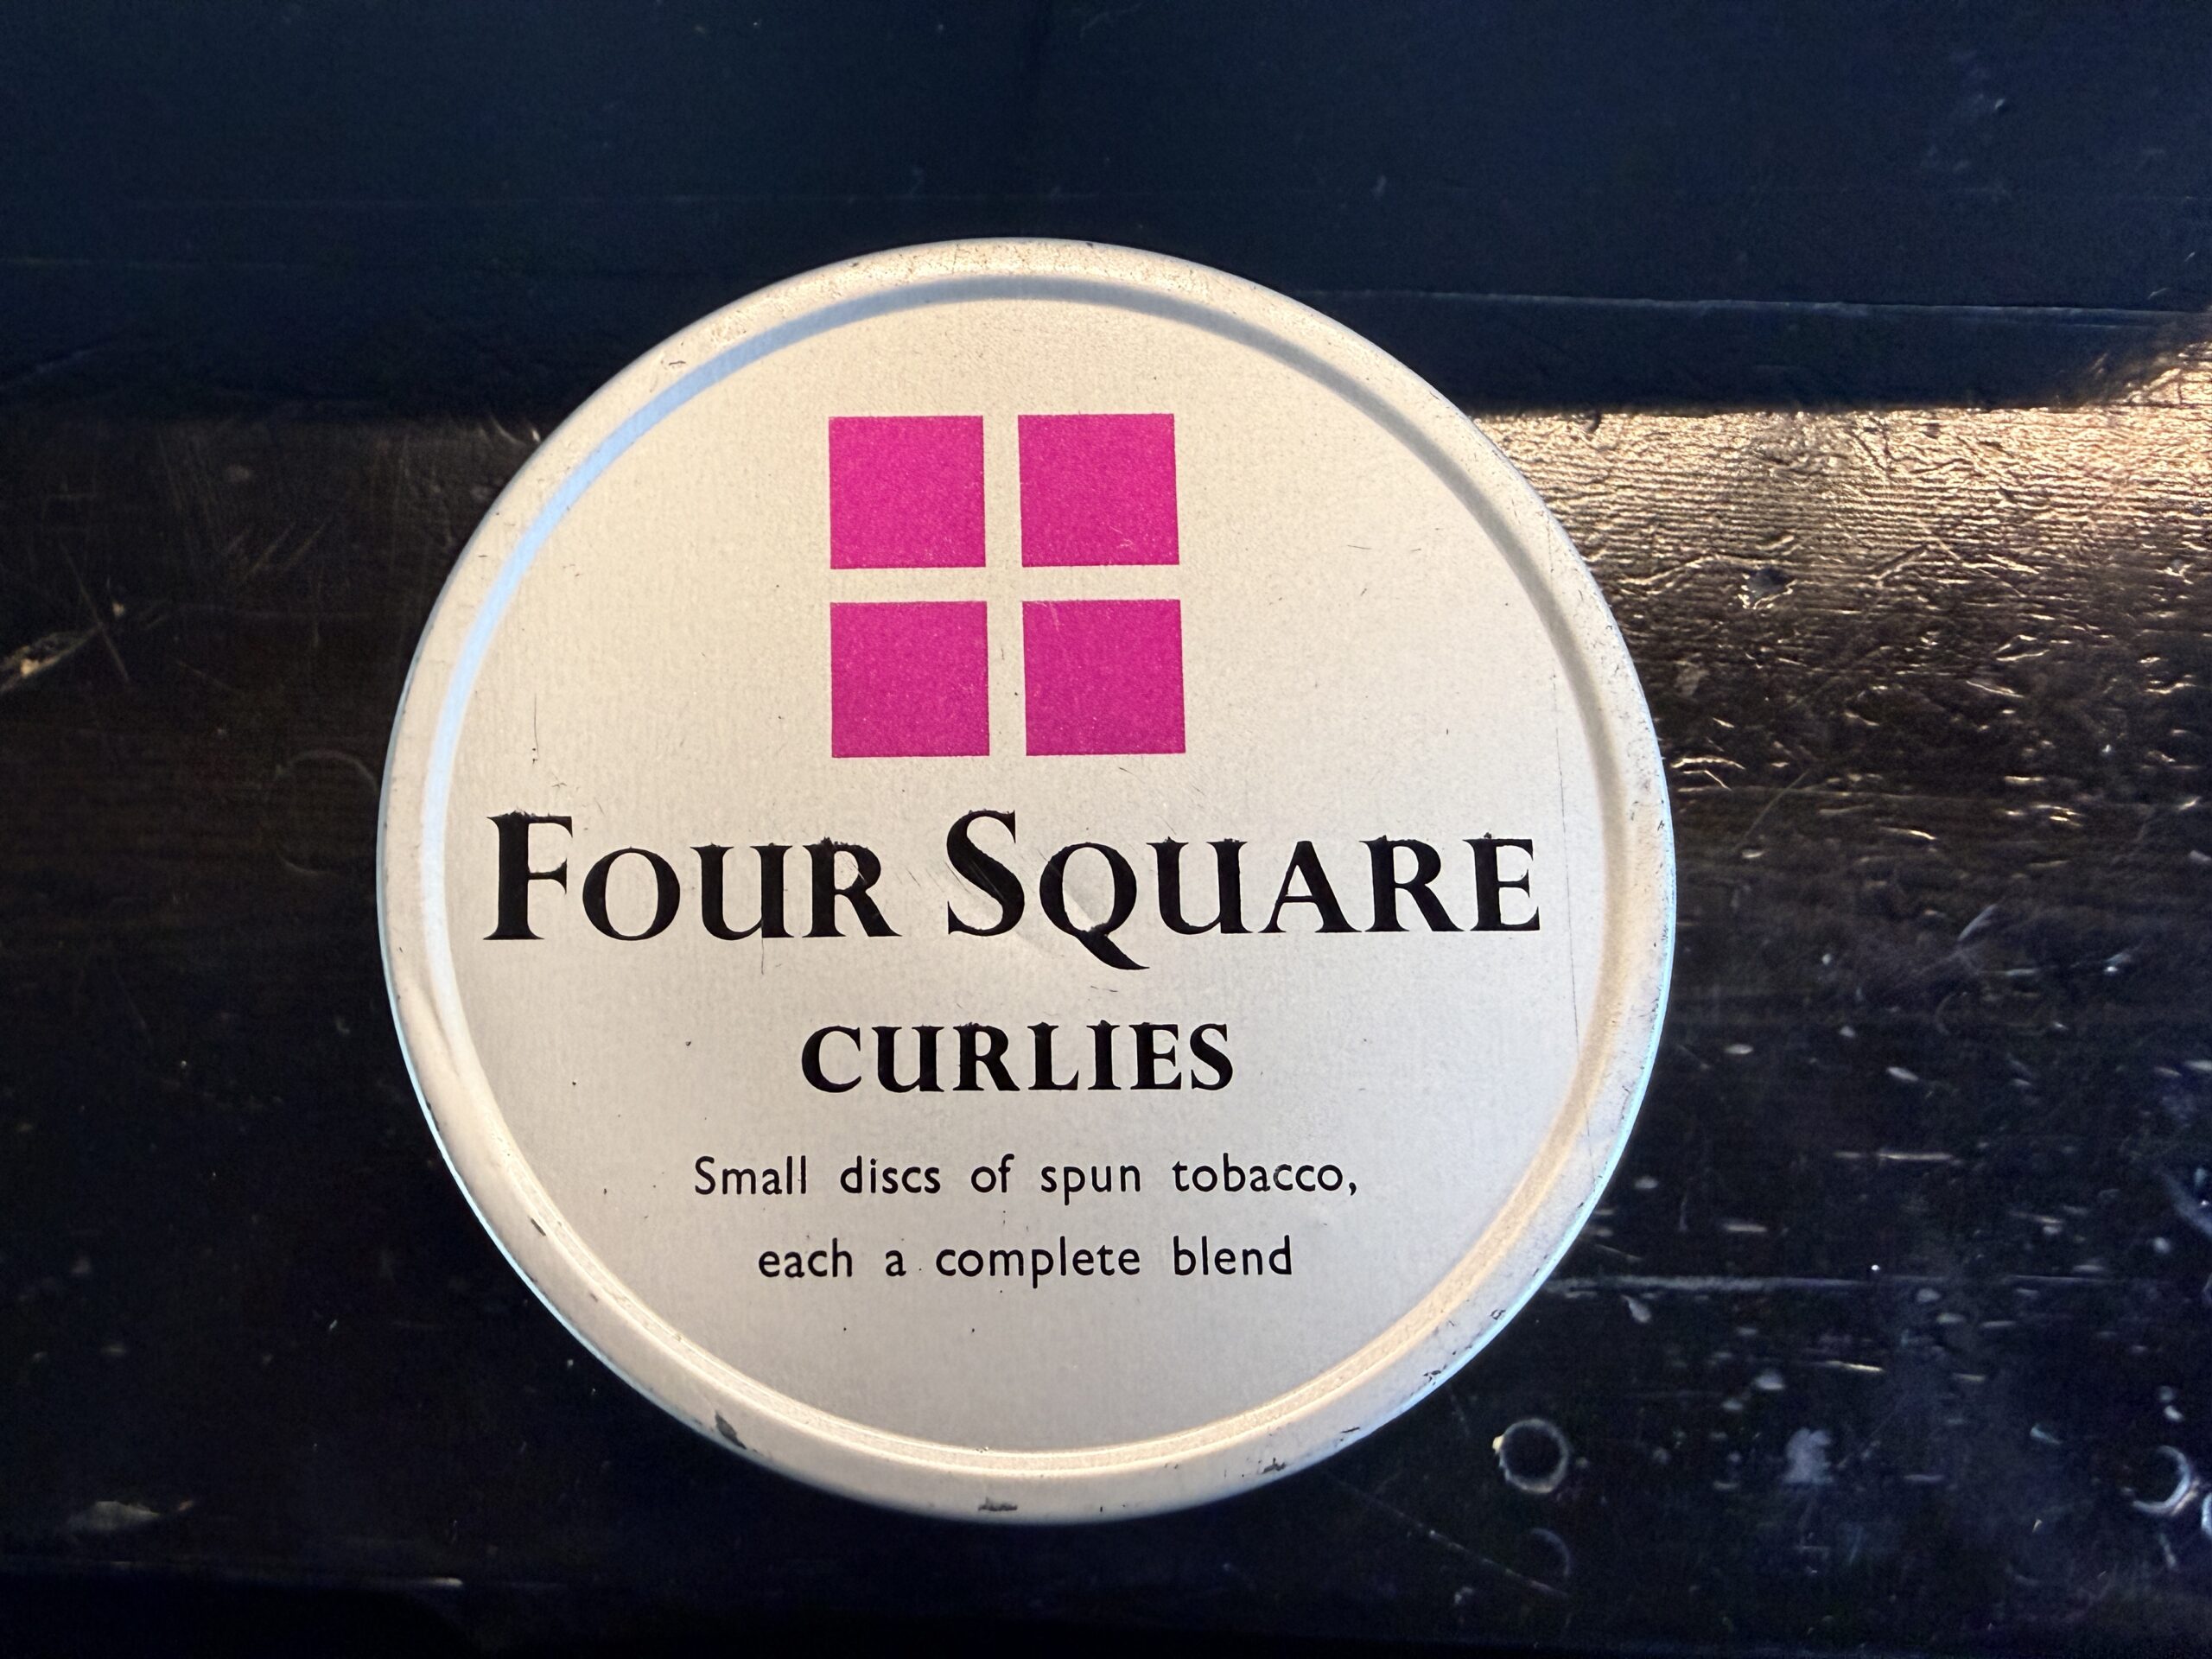 FOUR SQUARE
CURLIES
Small discs of spun tobacco,
each a complete blend